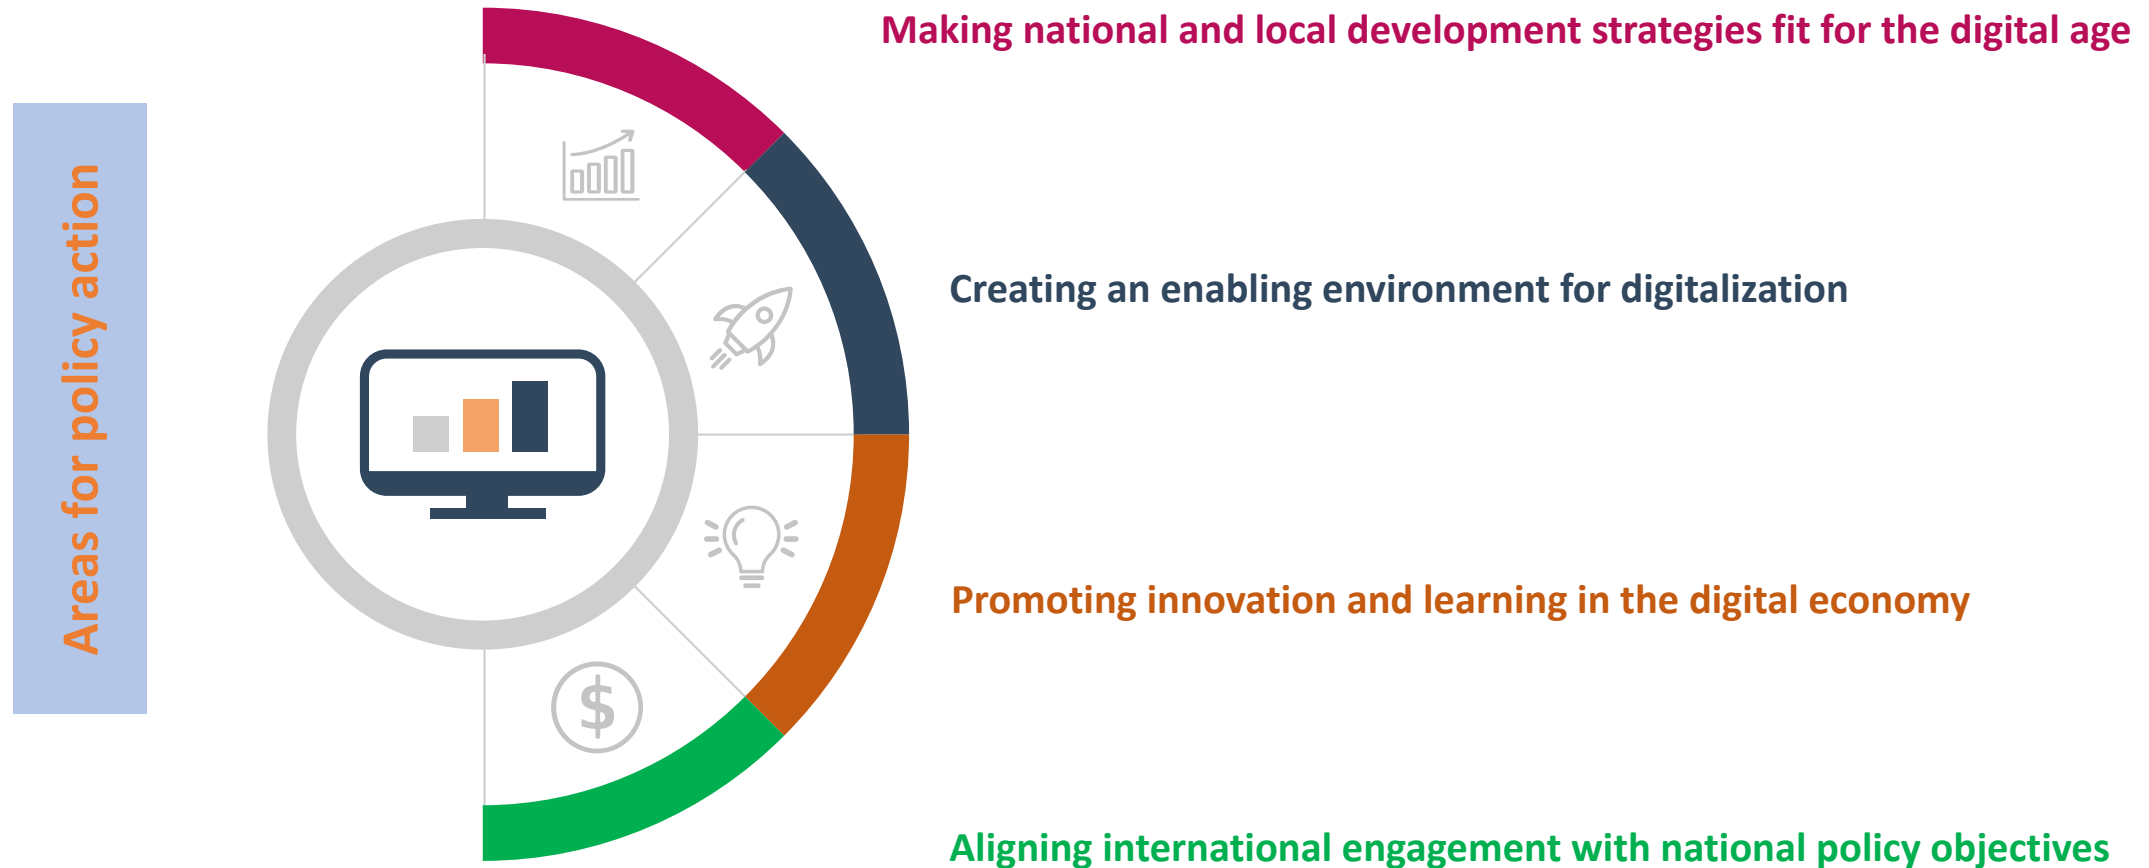 Areas for policy action
Making national and local development strategies fit for the digital age
Creating an enabling environment for digitalization
Promoting innovation and learning in the digital economy
$
Aligning international engagement with national policy objectives